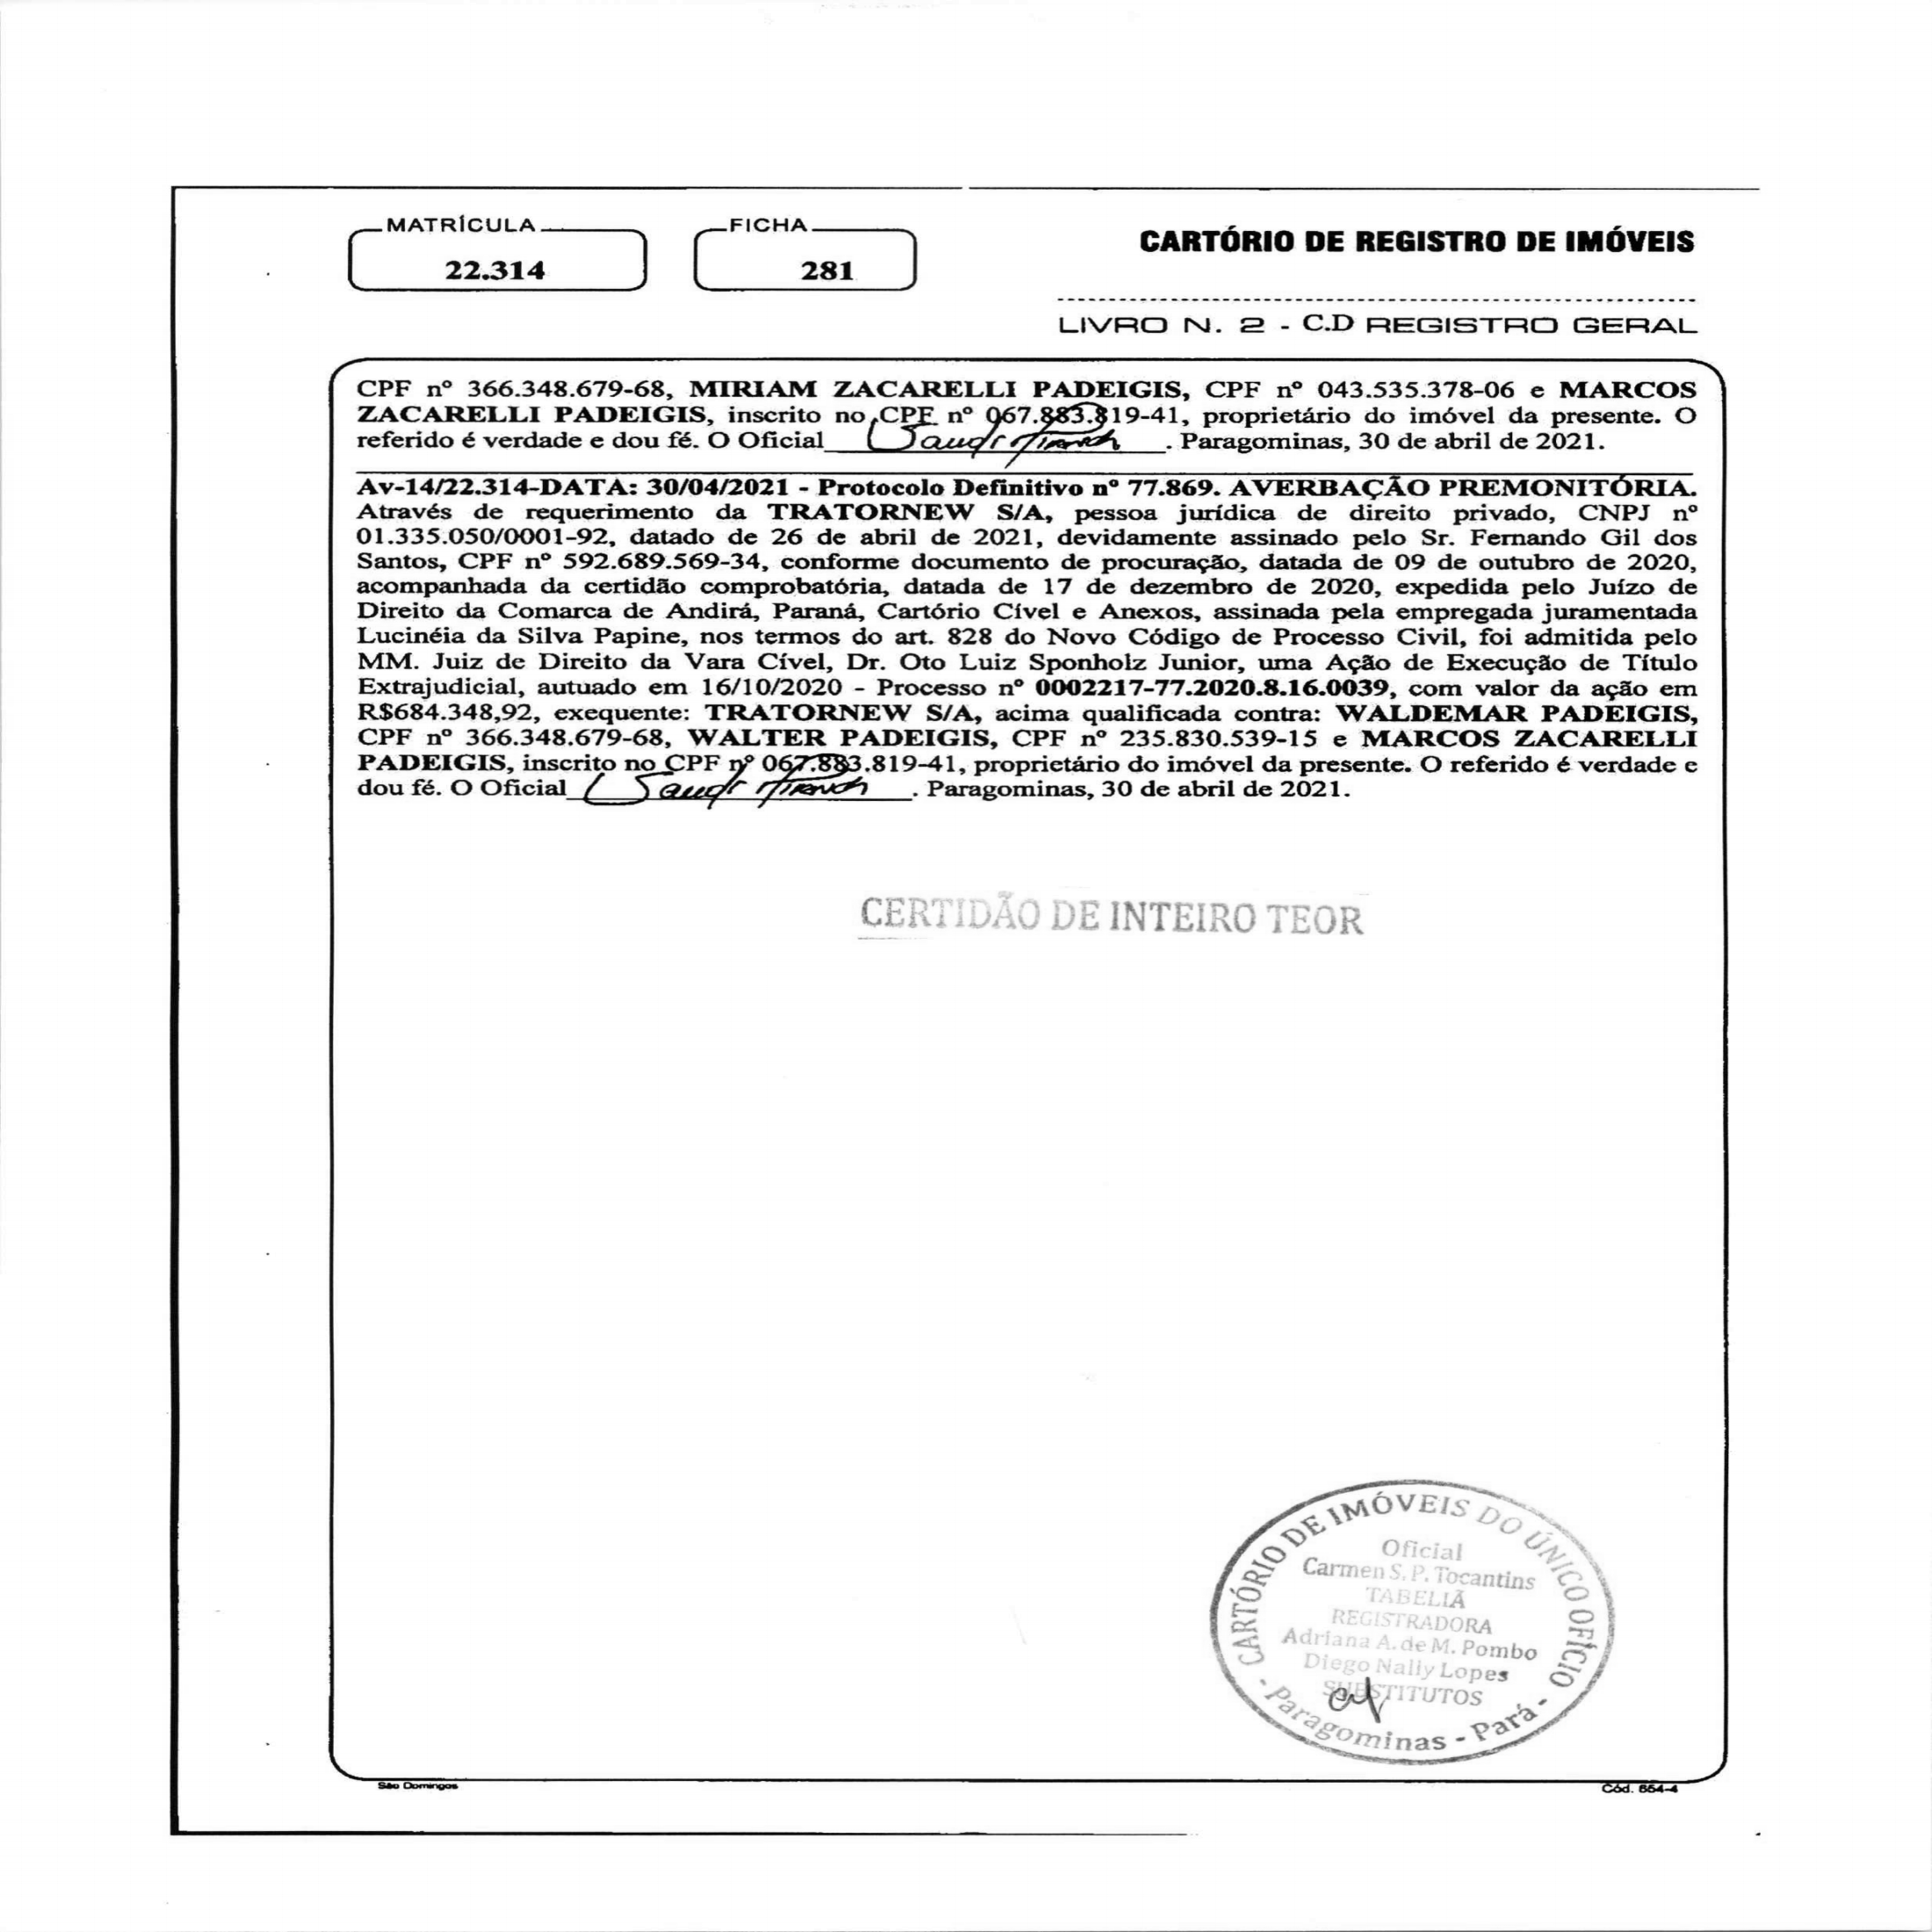 MATRÍCULA
22.314
FICHA
281
CARTÓRIO DE REGISTRO DE IMÓVEIS
LIVRO N. 2 - C.D REGISTRO GERAL
CPF nº 366.348.679-68, MIRIAM ZACARELLI PADEIGIS, CPF nº 043.535.378-06 e MARCOS
ZACARELLI PADEIGIS, inscrito no CPF nº 067.883.819-41, proprietário do imóvel da presente. O
referido é verdade e dou fé. O Oficial . Paragominas, 30 de abril de 2021.
Av-14/22.314-DATA: 30/04/2021 - Protocolo Definitivo nº 77.869. AVERBAÇÃO PREMONITÓRIA.
Através de requerimento da TRATORNEW S/A, pessoa jurídica de direito privado, CNPJ nº
01.335.050/0001-92, datado de 26 de abril de 2021, devidamente assinado pelo Sr. Fernando Gil dos
Santos, CPF nº 592.689.569-34, conforme documento de procuração, datada de 09 de outubro de 2020,
acompanhada da certidão comprobatória, datada de 17 de dezembro de 2020, expedida pelo Juízo de
Direito da Comarca de Andirá, Paraná, Cartório Cível e Anexos, assinada pela empregada juramentada
Lucinéia da Silva Papine, nos termos do art. 828 do Novo Código de Processo Civil, foi admitida pelo
MM. Juiz de Direito da Vara Cível, Dr. Oto Luiz Sponholz Junior, uma Ação de Execução de Título
Extrajudicial, autuado em 16/10/2020 - Processo nº 0002217-77.2020.8.16.0039, com valor da ação em
R$684.348,92, exequente: TRATORNEW S/A, acima qualificada contra: WALDEMAR PADEIGIS,
CPF nº 366.348.679-68, WALTER PADEIGIS, CPF nº 235.830.539-15 e MARCOS ZACARELLI
PADEIGIS, inscrito no CPF nº 067.883.819-41, proprietário do imóvel da presente. O referido é verdade e
dou fé. O Oficial . Paragominas, 30 de abril de 2021.
CERTIDÃO DE INTEIRO TEOR
- CARTÓRIO DE IMÓVEIS DO ÚNICO OFÍCIO -
Oficial
Carmen S. P. Tocantins
TABELIÃ
REGISTRADORA
Adriana A. de M. Pombo
Diego Nally Lopes
SUBSTITUTOS
Paragominas - Pará
São Domingos
Cód. 654-4